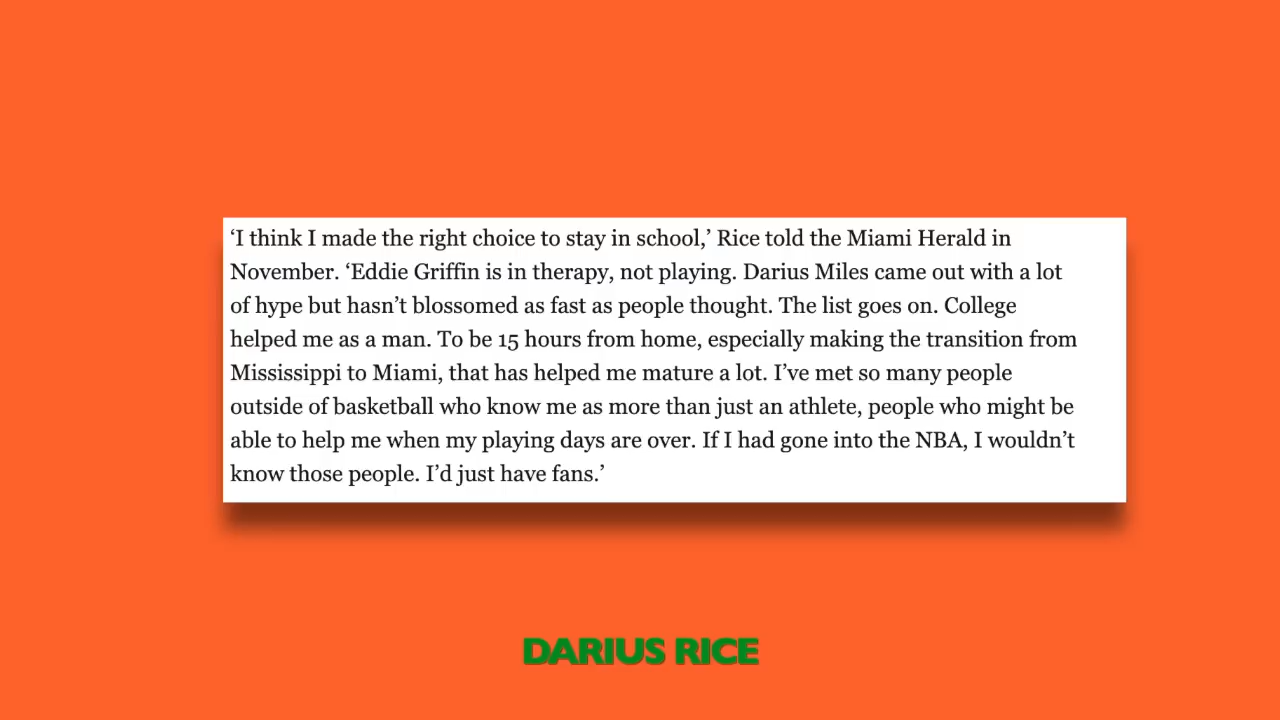 ‘I think I made the right choice to stay in school,’ Rice told the Miami Herald in
November. ‘Eddie Griffin is in therapy, not playing. Darius Miles came out with a lot
of hype but hasn’t blossomed as fast as people thought. The list goes on. College
helped me as a man. To be 15 hours from home, especially making the transition from
Mississippi to Miami, that has helped me mature a lot. I’ve met so many people
outside of basketball who know me as more than just an athlete, people who might be
able to help me when my playing days are over. If I had gone into the NBA, I wouldn’t
know those people. I’d just have fans.’
DARIUS RICE